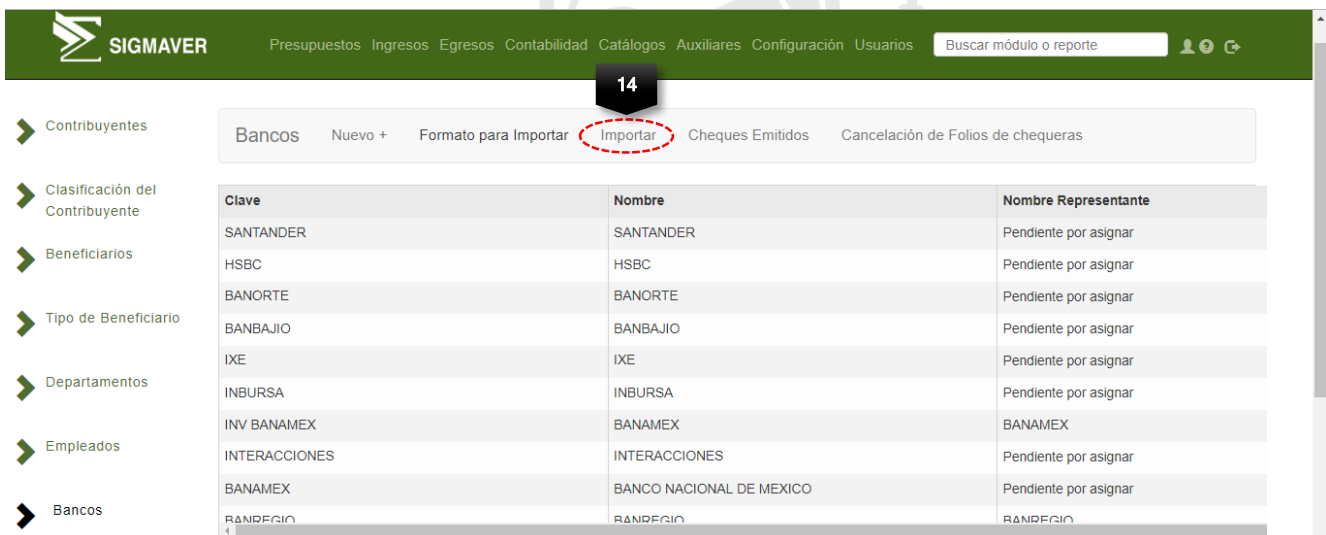 SIGMAVER
Presupuestos Ingresos Egresos Contabilidad Catálogos Auxiliares Configuración Usuarios
Buscar módulo o reporte
14
Contribuyentes
Clasificación del
Contribuyente
Beneficiarios
Tipo de Beneficiario
Departamentos
Empleados
Bancos
Bancos Nuevo + Formato para Importar Importar Cheques Emitidos Cancelación de Folios de chequeras
Clave Nombre Nombre Representante
SANTANDER SANTANDER Pendiente por asignar
HSBC HSBC Pendiente por asignar
BANORTE BANORTE Pendiente por asignar
BANBAJIO BANBAJIO Pendiente por asignar
IXE IXE Pendiente por asignar
INBURSA INBURSA Pendiente por asignar
INV BANAMEX BANAMEX BANAMEX
INTERACCIONES INTERACCIONES Pendiente por asignar
BANAMEX BANCO NACIONAL DE MEXICO Pendiente por asignar
BANREGIO BANREGIO BANREGIO